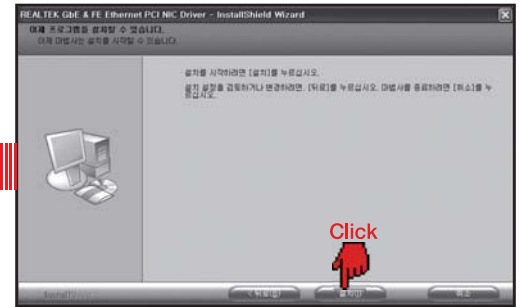 REALTEK GbE & FE Ethernet PCI NIC Driver - InstallShield Wizard
이제 프로그램을 설치할 수 있습니다.
이제 마법사는 설치를 시작할 수 있습니다.
설치를 시작하려면 [설치]를 누르십시오.
설치 설정을 검토하거나 변경하려면, [뒤로]를 누르십시오. 마법사를 종료하려면 [취소]를 누
르십시오.
Click
InstallShield
< 뒤로(B)
설치(I)
취소